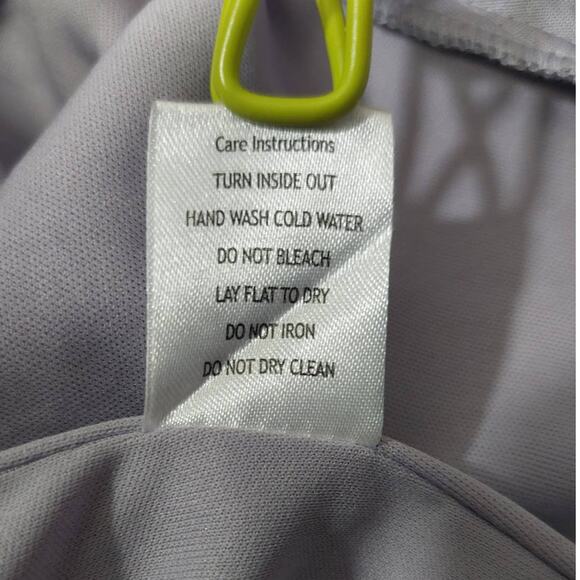 Care Instructions
TURN INSIDE OUT
HAND WASH COLD WATER
DO NOT BLEACH
LAY FLAT TO DRY
DO NOT IRON
DO NOT DRY CLEAN